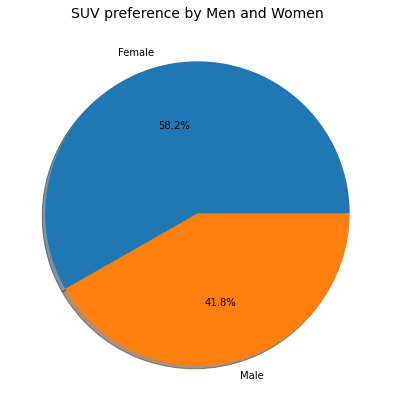 SUV preference by Men and Women
Female
58.2%
41.8%
Male